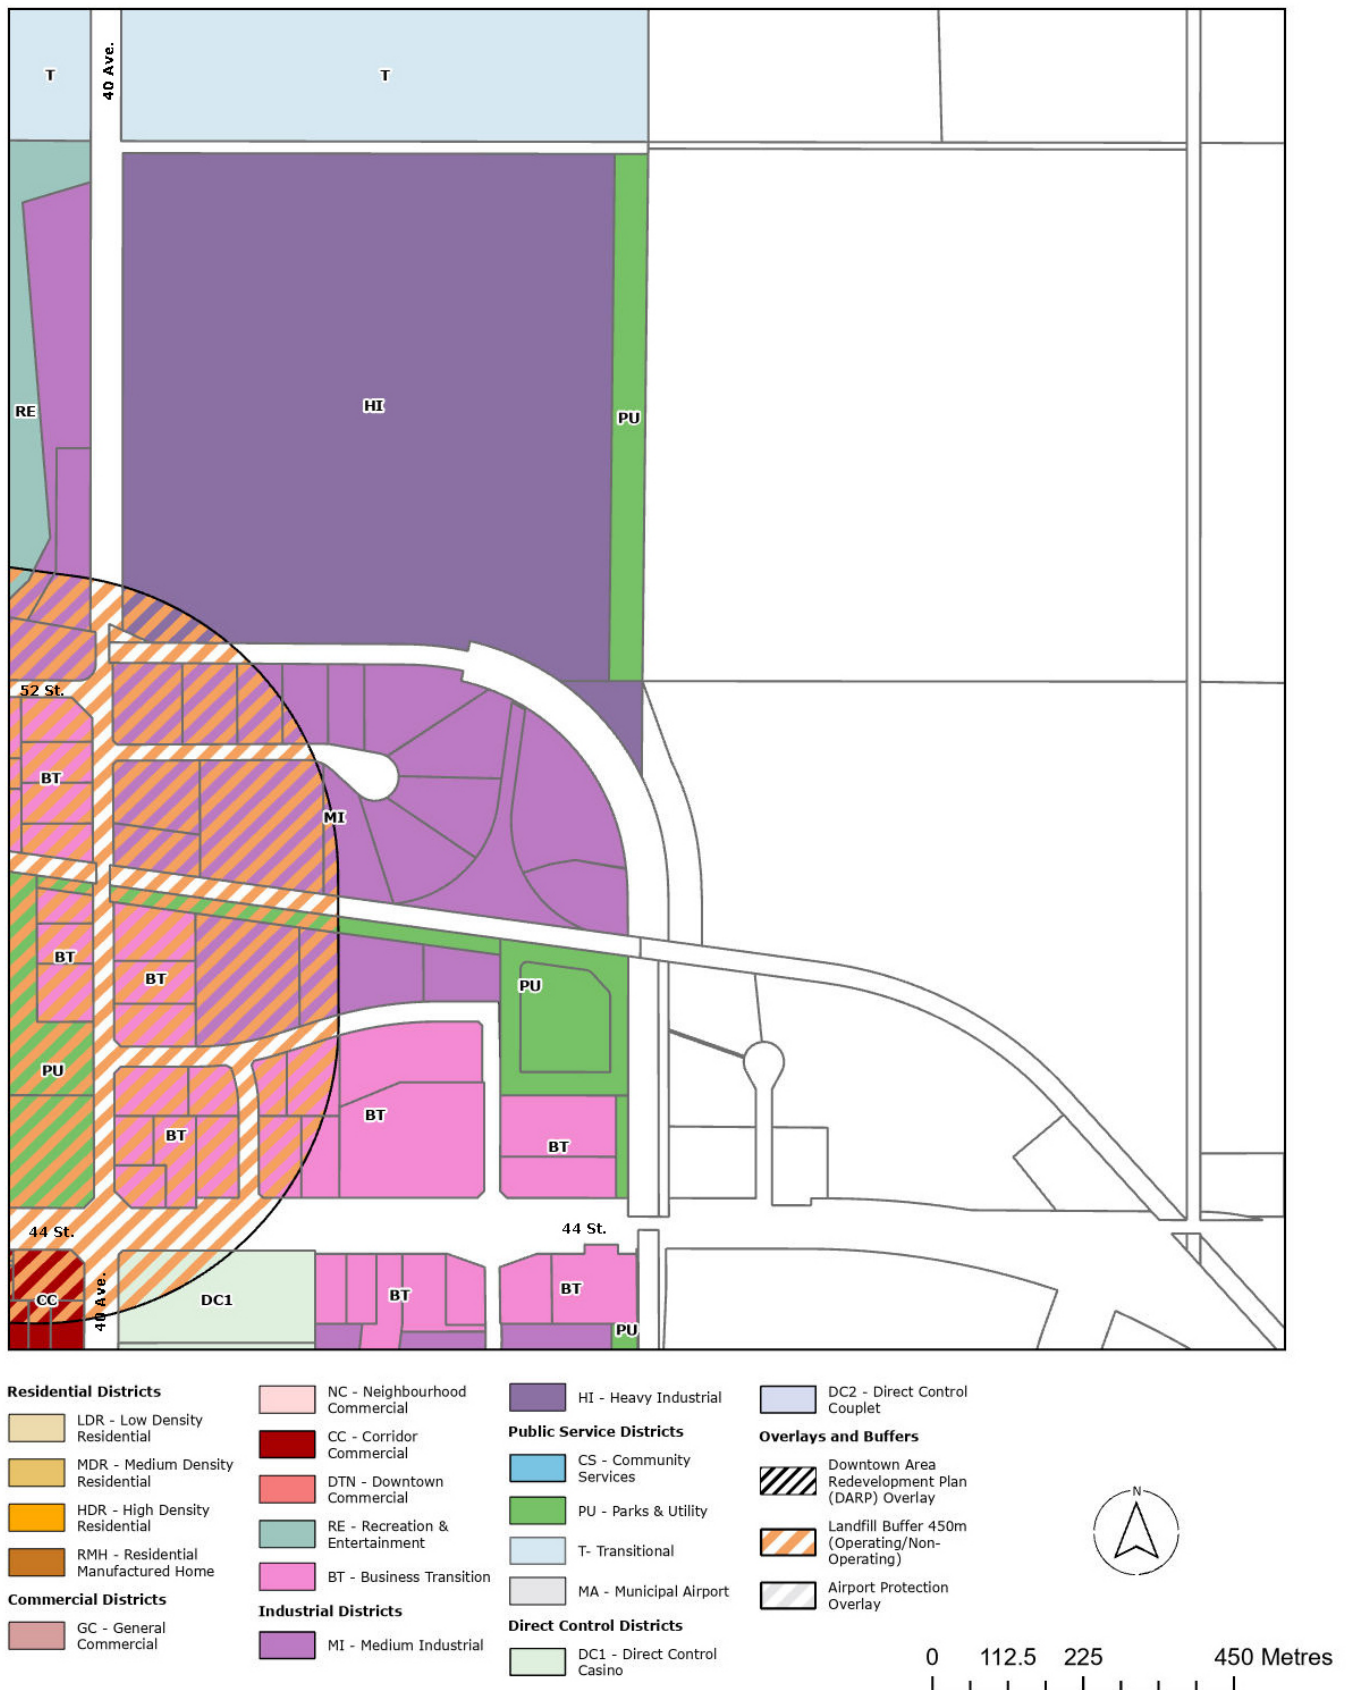 T
40 Ave.
T
RE
HI
PU
52 St.
BT
MI
BT
BT
PU
PU
BT
BT
BT
44 St.
44 St.
CC
40 Ave.
DC1
BT
BT
PU
Residential Districts
LDR - Low Density
Residential
MDR - Medium Density
Residential
HDR - High Density
Residential
RMH - Residential
Manufactured Home
Commercial Districts
GC - General
Commercial
NC - Neighbourhood
Commercial
CC - Corridor
Commercial
DTN - Downtown
Commercial
RE - Recreation &
Entertainment
BT - Business Transition
Industrial Districts
MI - Medium Industrial
HI - Heavy Industrial
Public Service Districts
CS - Community
Services
PU - Parks & Utility
T- Transitional
MA - Municipal Airport
Direct Control Districts
DC1 - Direct Control
Casino
DC2 - Direct Control
Couplet
Overlays and Buffers
Downtown Area
Redevelopment Plan
(DARP) Overlay
Landfill Buffer 450m
(Operating/Non-
Operating)
Airport Protection
Overlay
N
0 112.5 225 450 Metres